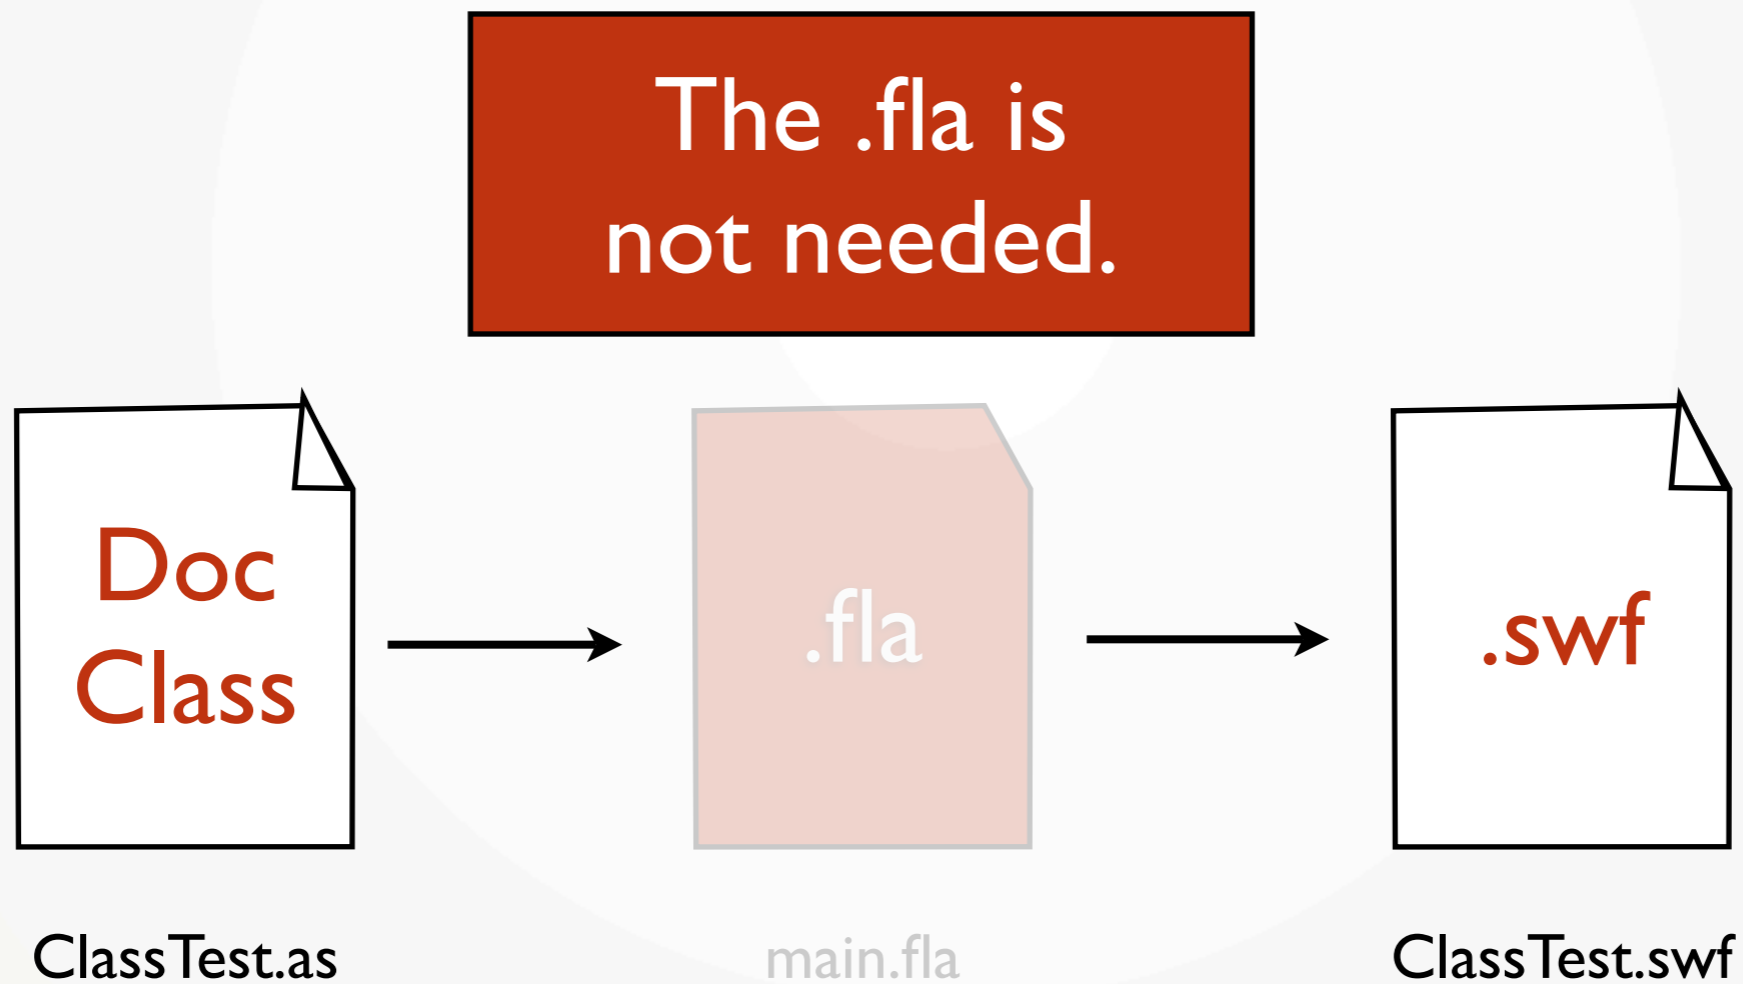 The .fla is
not needed.
Doc
Class
.fla
.swf
ClassTest.as
main.fla
ClassTest.swf